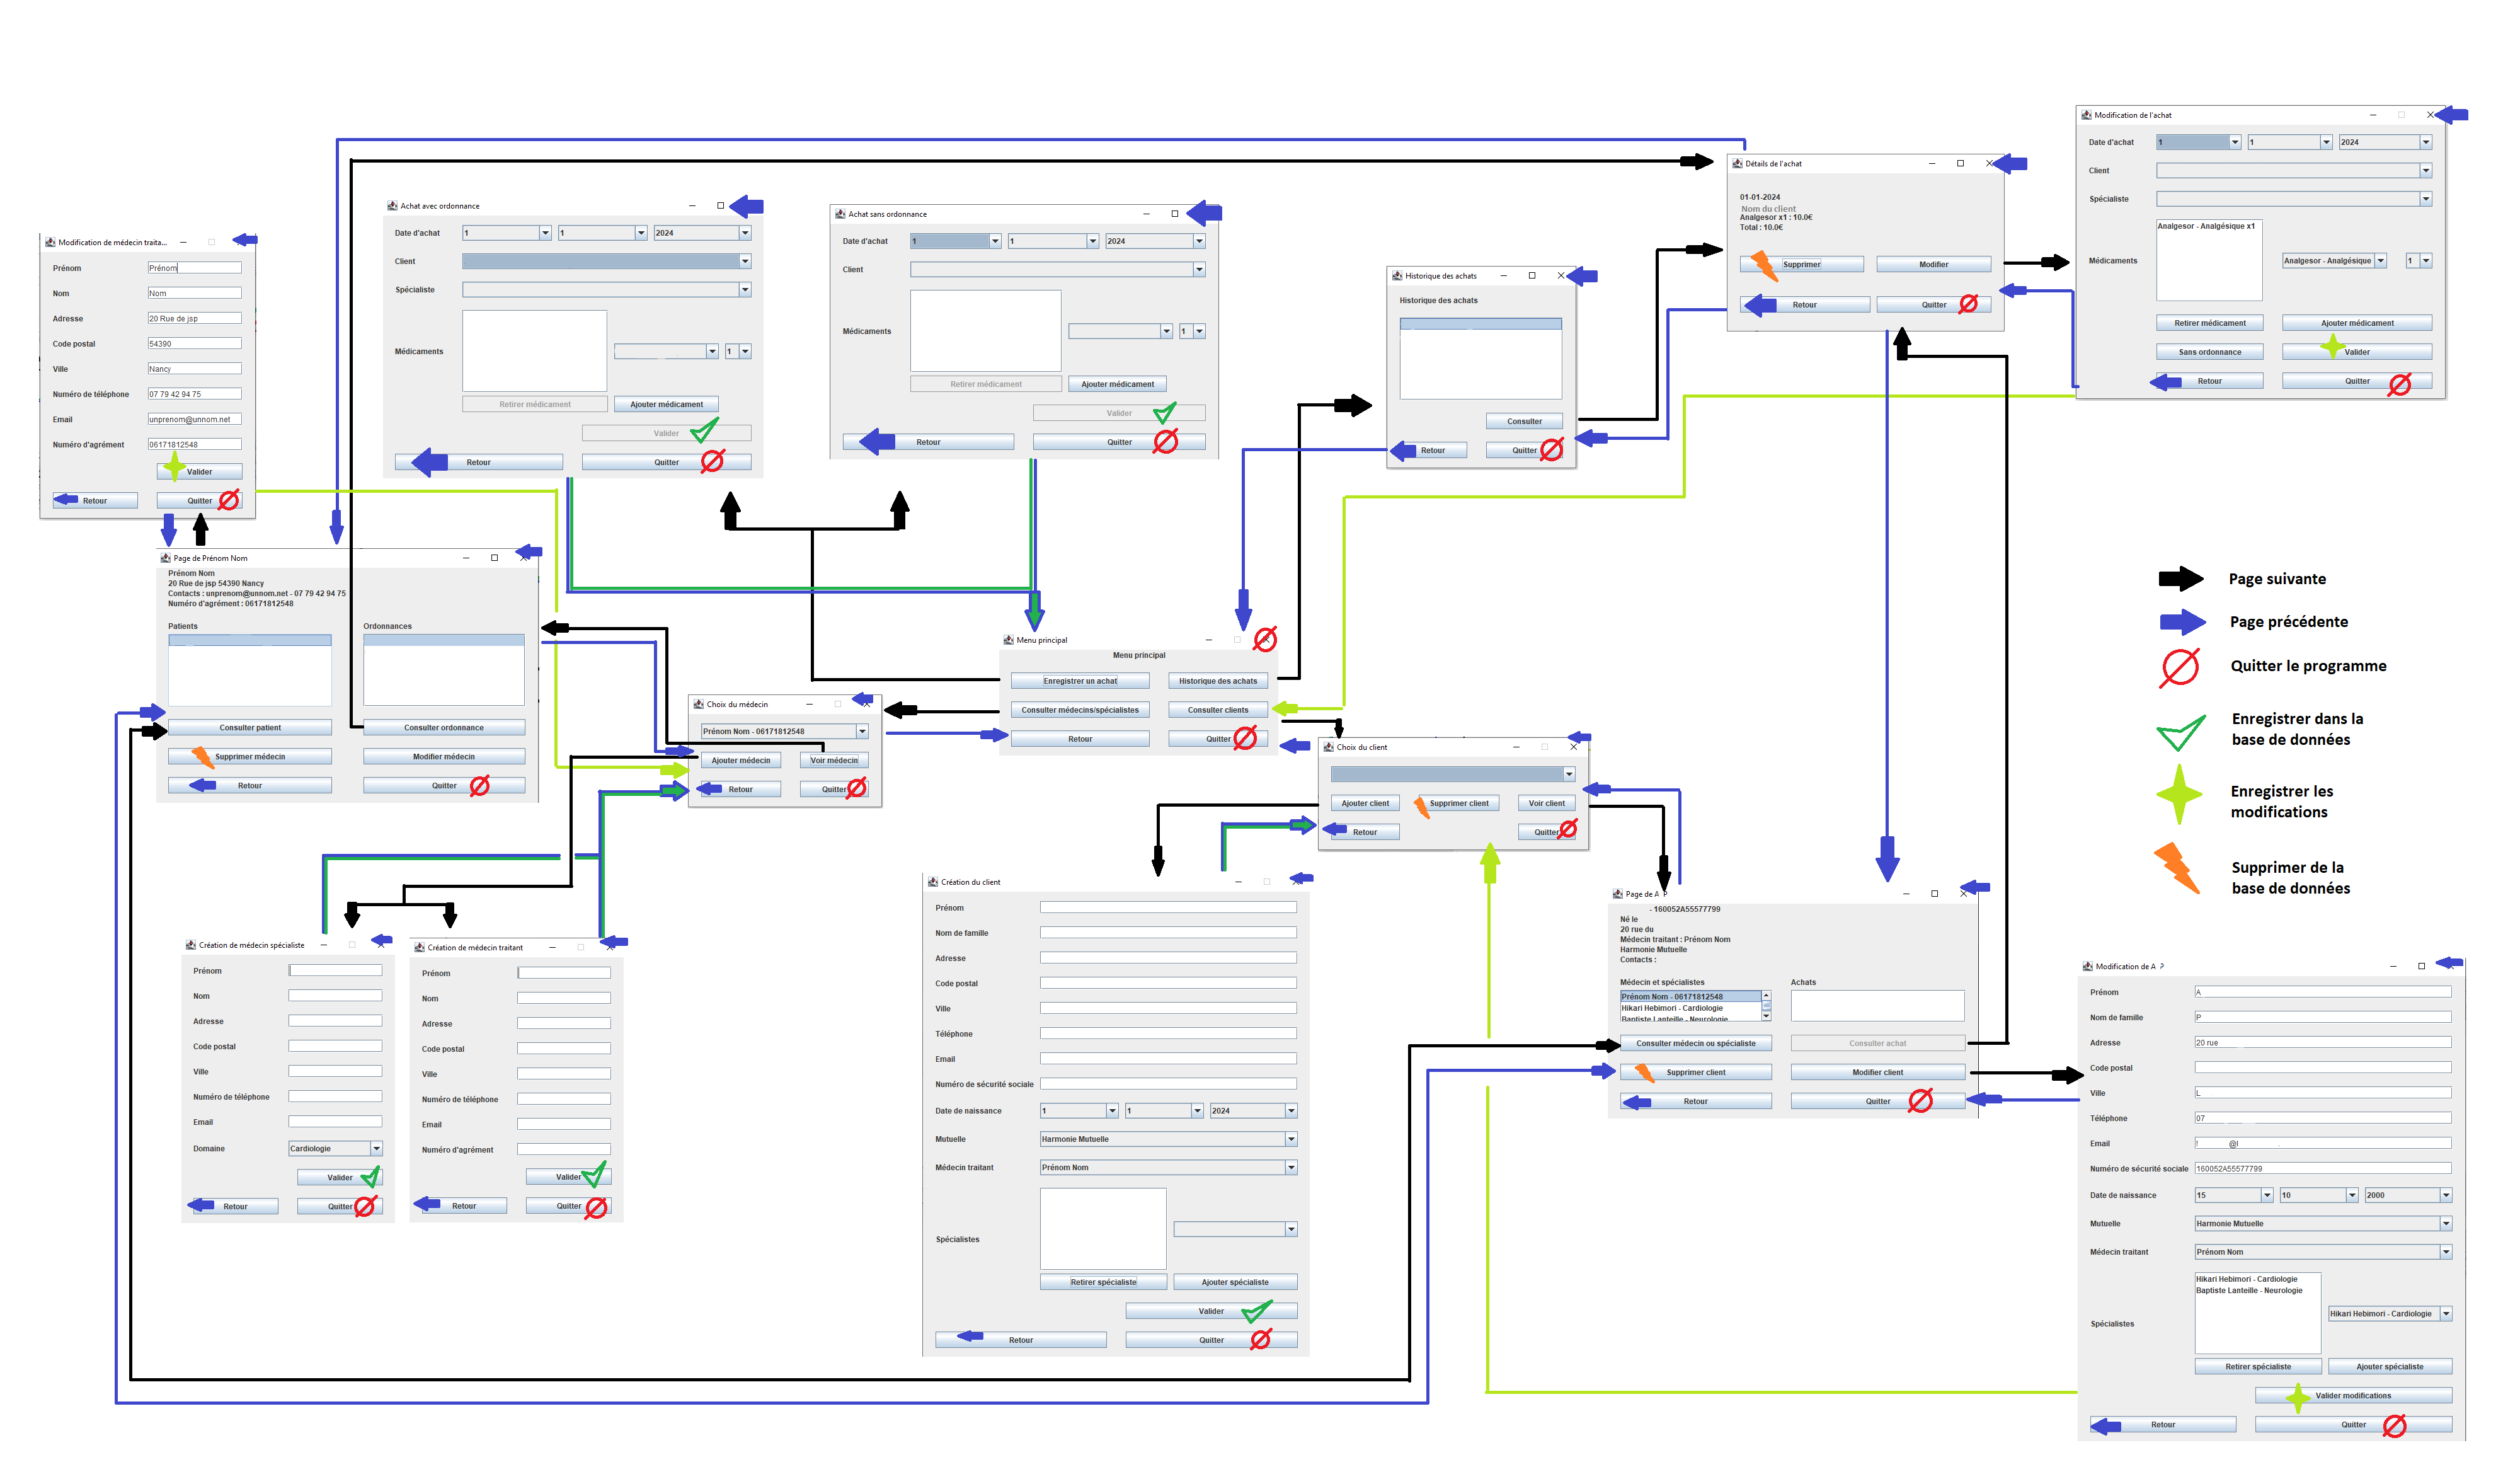 Modification de médecin traita...
Prénom
Prénom
Nom
Nom
Adresse
20 Rue de jsp
Code postal
54390
Ville
Nancy
Numéro de téléphone
07 79 42 94 75
Email
unprenom@unnom.net
Numéro d'agrément
06171812548
Valider
Retour
Quitter
Achat avec ordonnance
Date d'achat
1
1
2024
Client
Spécialiste
Médicaments
1
Retirer médicament
Ajouter médicament
Valider
Retour
Quitter
Achat sans ordonnance
Date d'achat
1
1
2024
Client
Médicaments
1
Retirer médicament
Ajouter médicament
Valider
Retour
Quitter
Historique des achats
Historique des achats
Consulter
Retour
Quitter
Détails de l'achat
01-01-2024
Nom du client
Analgesor x1 : 10.0€
Total : 10.0€
Supprimer
Modifier
Retour
Quitter
Modification de l'achat
Date d'achat
1
1
2024
Client
Spécialiste
Analgesor - Analgésique x1
Médicaments
Analgesor - Analgésique
1
Retirer médicament
Ajouter médicament
Sans ordonnance
Valider
Retour
Quitter
Page de Prénom Nom
Prénom Nom
20 Rue de jsp 54390 Nancy
Contacts : unprenom@unnom.net - 07 79 42 94 75
Numéro d'agrément : 06171812548
Patients
Ordonnances
Consulter patient
Consulter ordonnance
Supprimer médecin
Modifier médecin
Retour
Quitter
Choix du médecin
Prénom Nom - 06171812548
Ajouter médecin
Voir médecin
Retour
Quitter
Menu principal
Menu principal
Enregistrer un achat
Historique des achats
Consulter médecins/spécialistes
Consulter clients
Retour
Quitter
Choix du client
Ajouter client
Supprimer client
Voir client
Retour
Quitter
Page suivante
Page précédente
Quitter le programme
Enregistrer dans la
base de données
Enregistrer les
modifications
Supprimer de la
base de données
Création de médecin spécialiste
Prénom
Nom
Adresse
Code postal
Ville
Numéro de téléphone
Email
Domaine
Cardiologie
Valider
Retour
Quitter
Création de médecin traitant
Prénom
Nom
Adresse
Code postal
Ville
Numéro de téléphone
Email
Numéro d'agrément
Valider
Retour
Quitter
Création du client
Prénom
Nom de famille
Adresse
Code postal
Ville
Téléphone
Email
Numéro de sécurité sociale
Date de naissance
1
1
2024
Mutuelle
Harmonie Mutuelle
Médecin traitant
Prénom Nom
Spécialistes
Retirer spécialiste
Ajouter spécialiste
Valider
Retour
Quitter
Page de A P
- 160052A55577799
Né le
20 rue du
Médecin traitant : Prénom Nom
Harmonie Mutuelle
Contacts :
Médecin et spécialistes
Achats
Prénom Nom - 06171812548
Hikari Hebimori - Cardiologie
Baptiste Lanteille - Neurologie
Consulter médecin ou spécialiste
Consulter achat
Supprimer client
Modifier client
Retour
Quitter
Modification de A P
Prénom
A
Nom de famille
P
Adresse
20 rue
Code postal
Ville
L
Téléphone
07
Email
@l
Numéro de sécurité sociale
160052A55577799
Date de naissance
15
10
2000
Mutuelle
Harmonie Mutuelle
Médecin traitant
Prénom Nom
Hikari Hebimori - Cardiologie
Baptiste Lanteille - Neurologie
Spécialistes
Hikari Hebimori - Cardiologie
Retirer spécialiste
Ajouter spécialiste
Valider modifications
Retour
Quitter